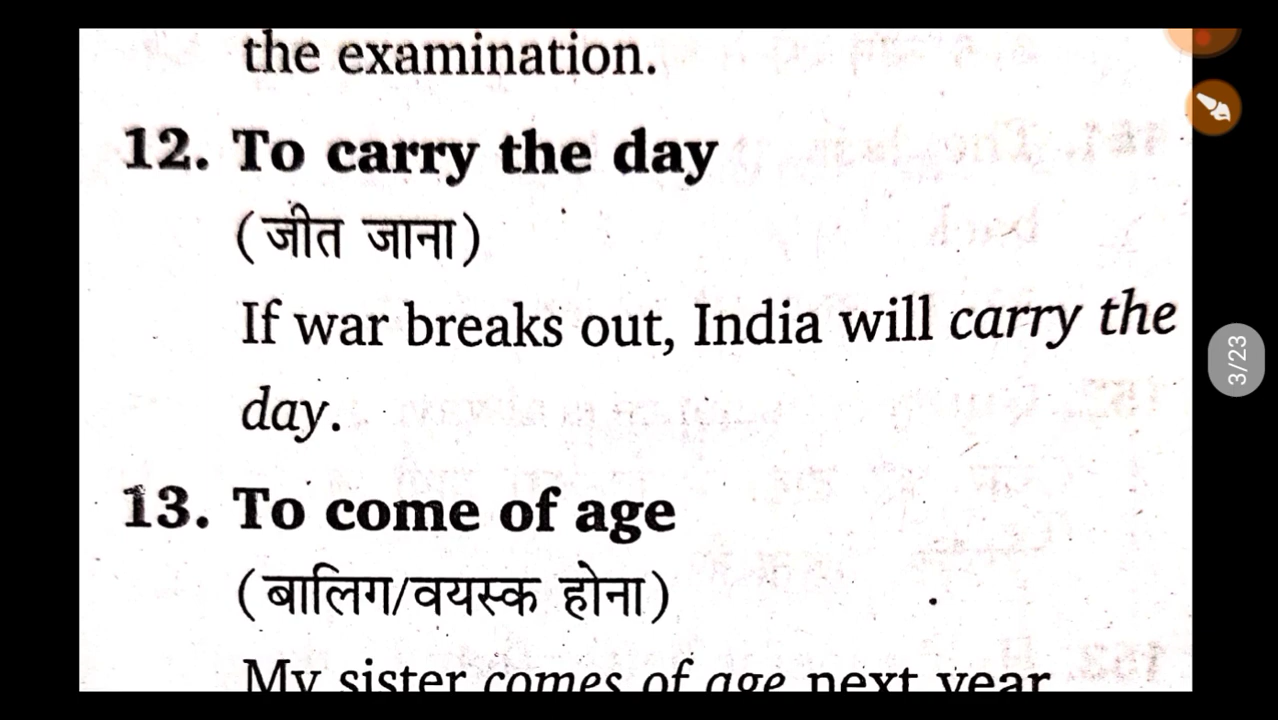 the examination.
12. To carry the day
(जीत जाना)
If war breaks out, India will carry the
day.
13. To come of age
(बालिग/वयस्क होना)
My sister comes of age next year
3/23